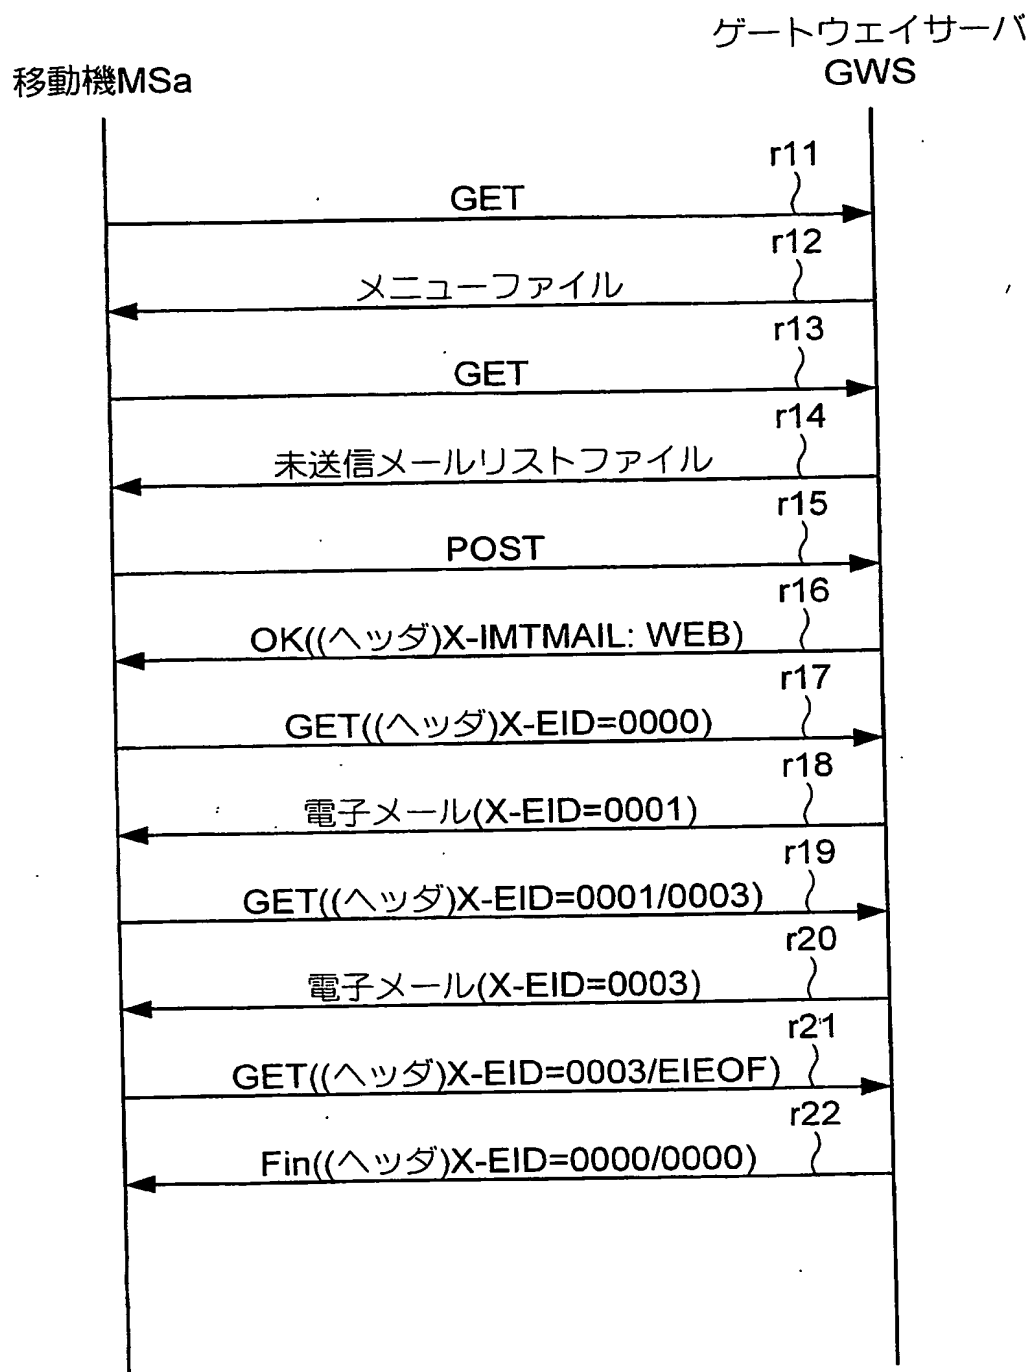 ゲートウェイサーバ
GWS
移動機MSa
r11
GET
r12
メニューファイル
r13
GET
r14
未送信メールリストファイル
r15
POST
r16
OK((ヘッダ)X-IMTMAIL: WEB)
r17
GET((ヘッダ)X-EID=0000)
r18
電子メール(X-EID=0001)
r19
GET((ヘッダ)X-EID=0001/0003)
r20
電子メール(X-EID=0003)
r21
GET((ヘッダ)X-EID=0003/EIEOF)
r22
Fin((ヘッダ)X-EID=0000/0000)